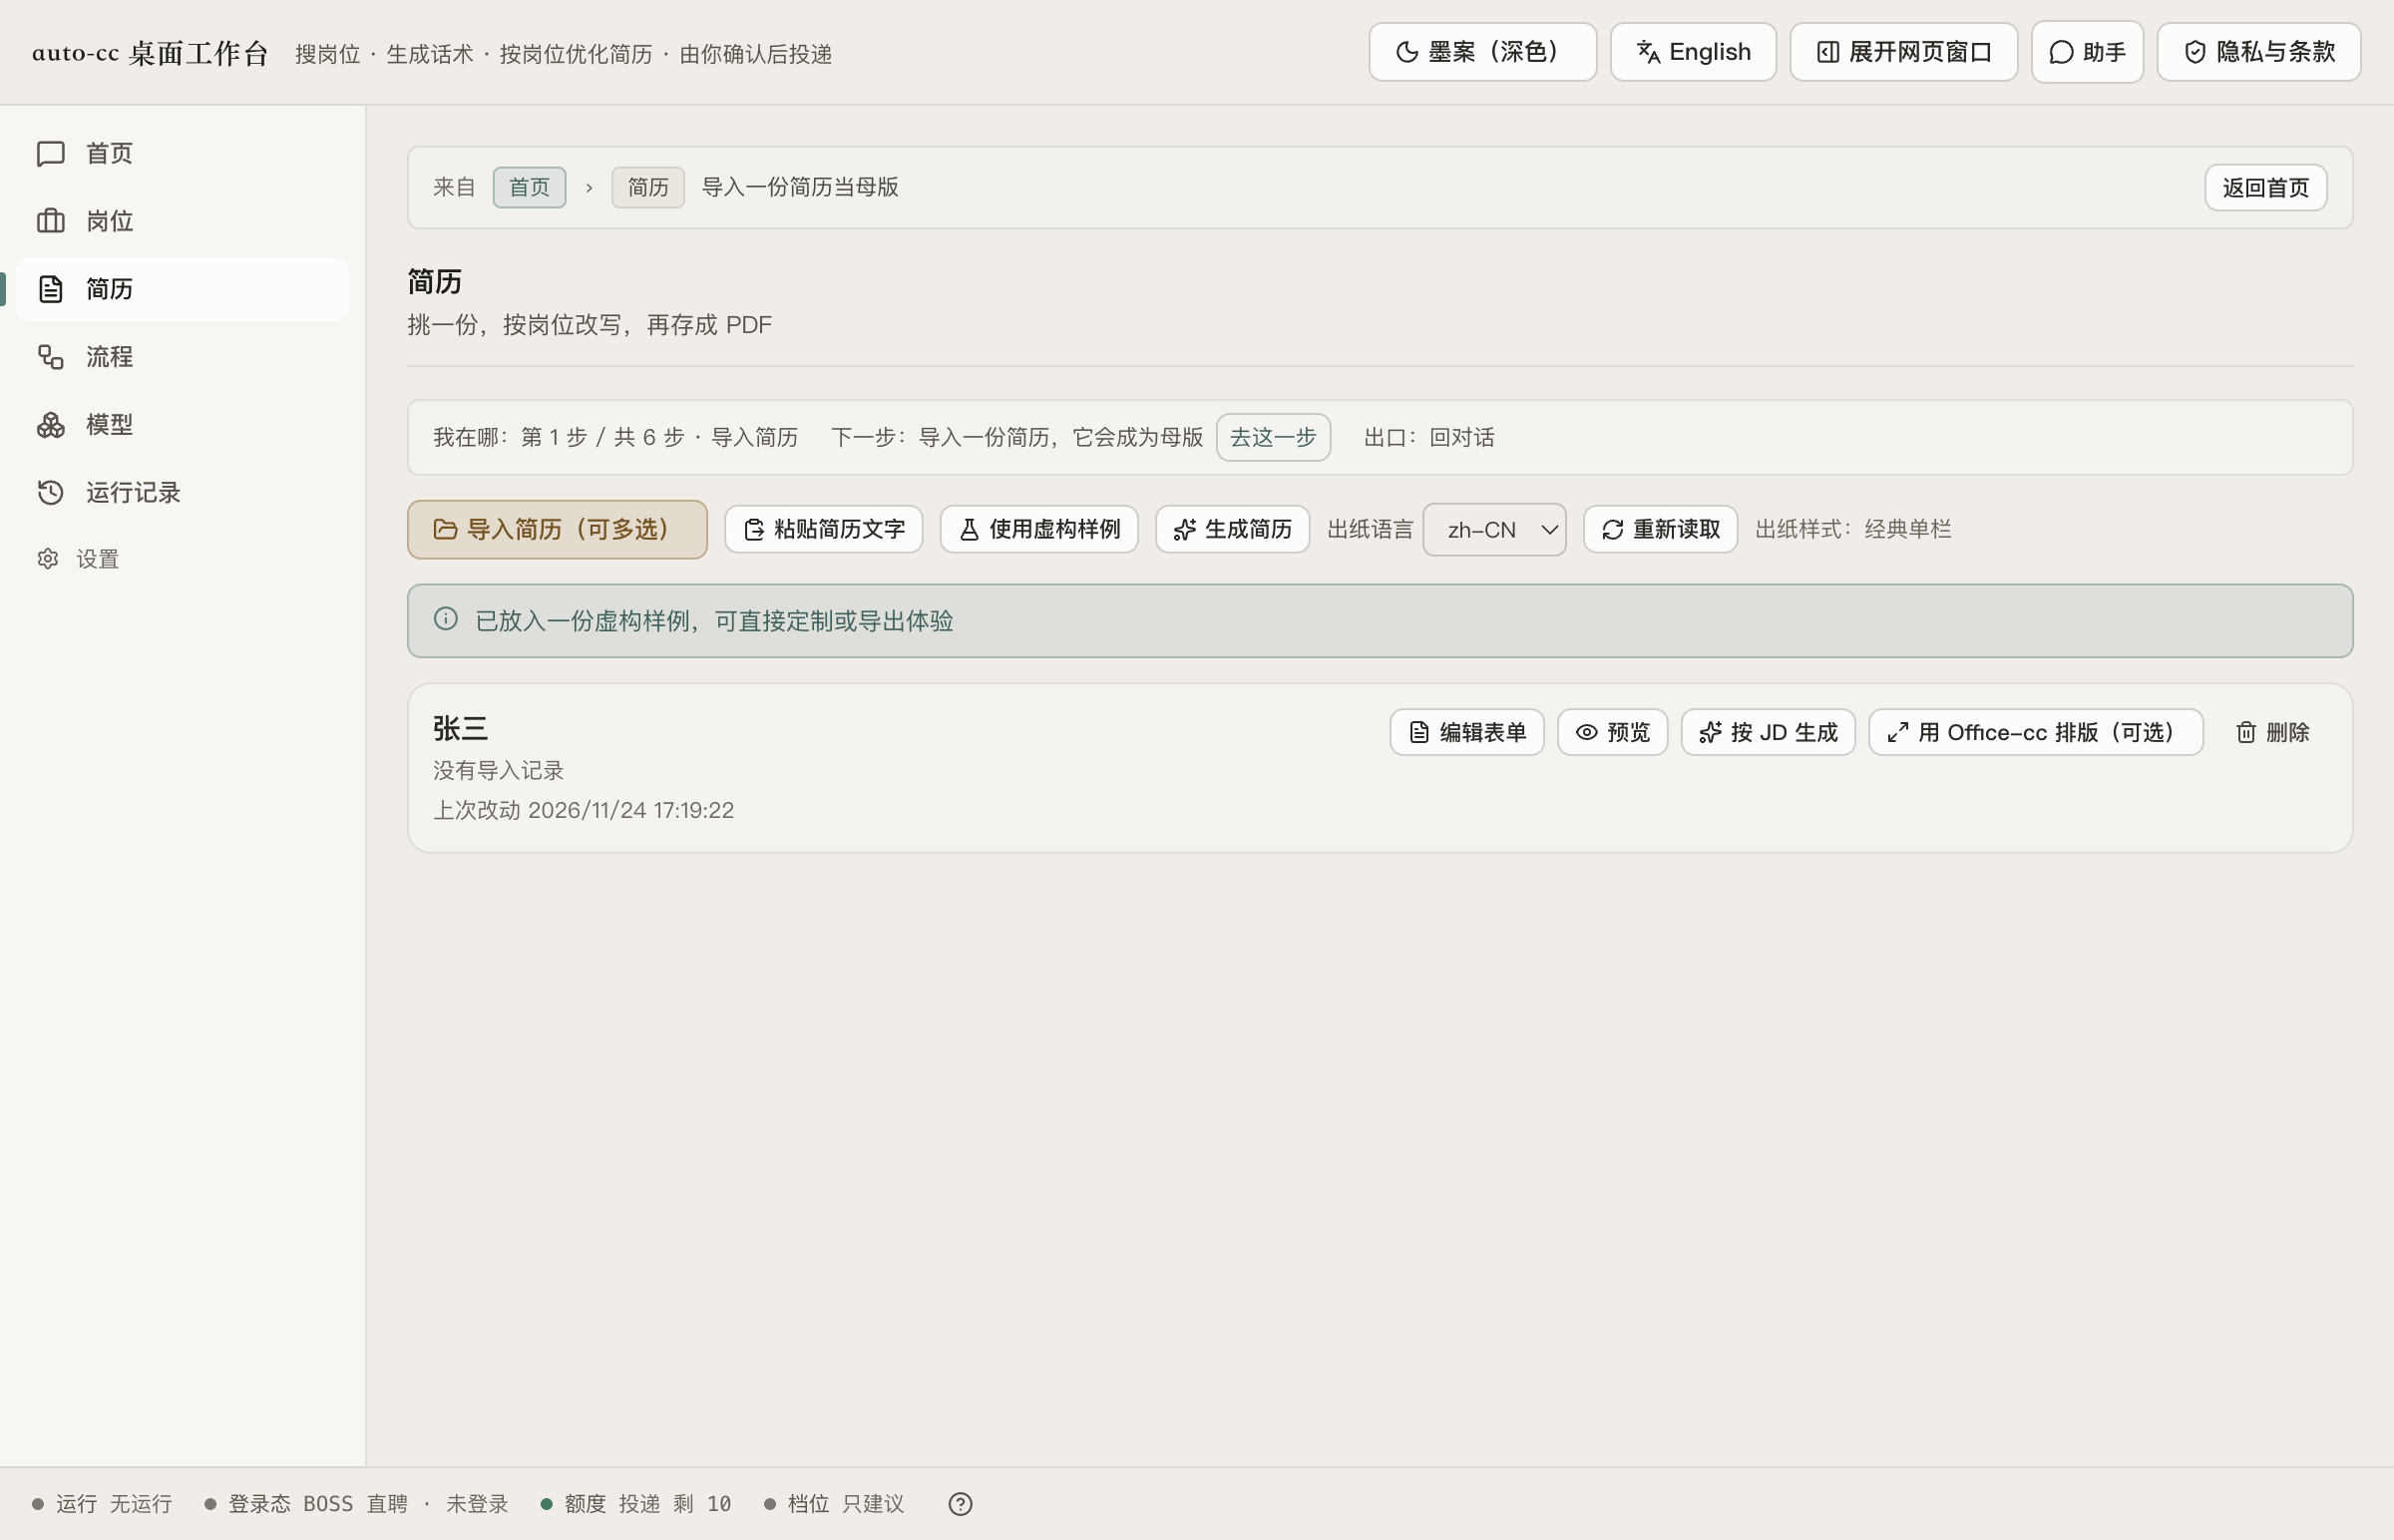 auto-cc 桌面工作台 搜岗位 · 生成话术 · 按岗位优化简历 · 由你确认后投递 墨案（深色） English 展开网页窗口 助手 隐私与条款
首页
岗位
简历
流程
模型
运行记录
设置
来自 首页 › 简历 导入一份简历当母版 返回首页
简历
挑一份，按岗位改写，再存成 PDF
我在哪：第 1 步 / 共 6 步 · 导入简历 下一步：导入一份简历，它会成为母版 去这一步 出口：回对话
导入简历（可多选） 粘贴简历文字 使用虚构样例 生成简历 出纸语言 zh-CN 重新读取 出纸样式：经典单栏
已放入一份虚构样例，可直接定制或导出体验
张三 编辑表单 预览 按 JD 生成 用 Office-cc 排版（可选） 删除
没有导入记录
上次改动 2026/11/24 17:19:22
运行 无运行 登录态 BOSS 直聘 · 未登录 额度 投递 剩 10 档位 只建议